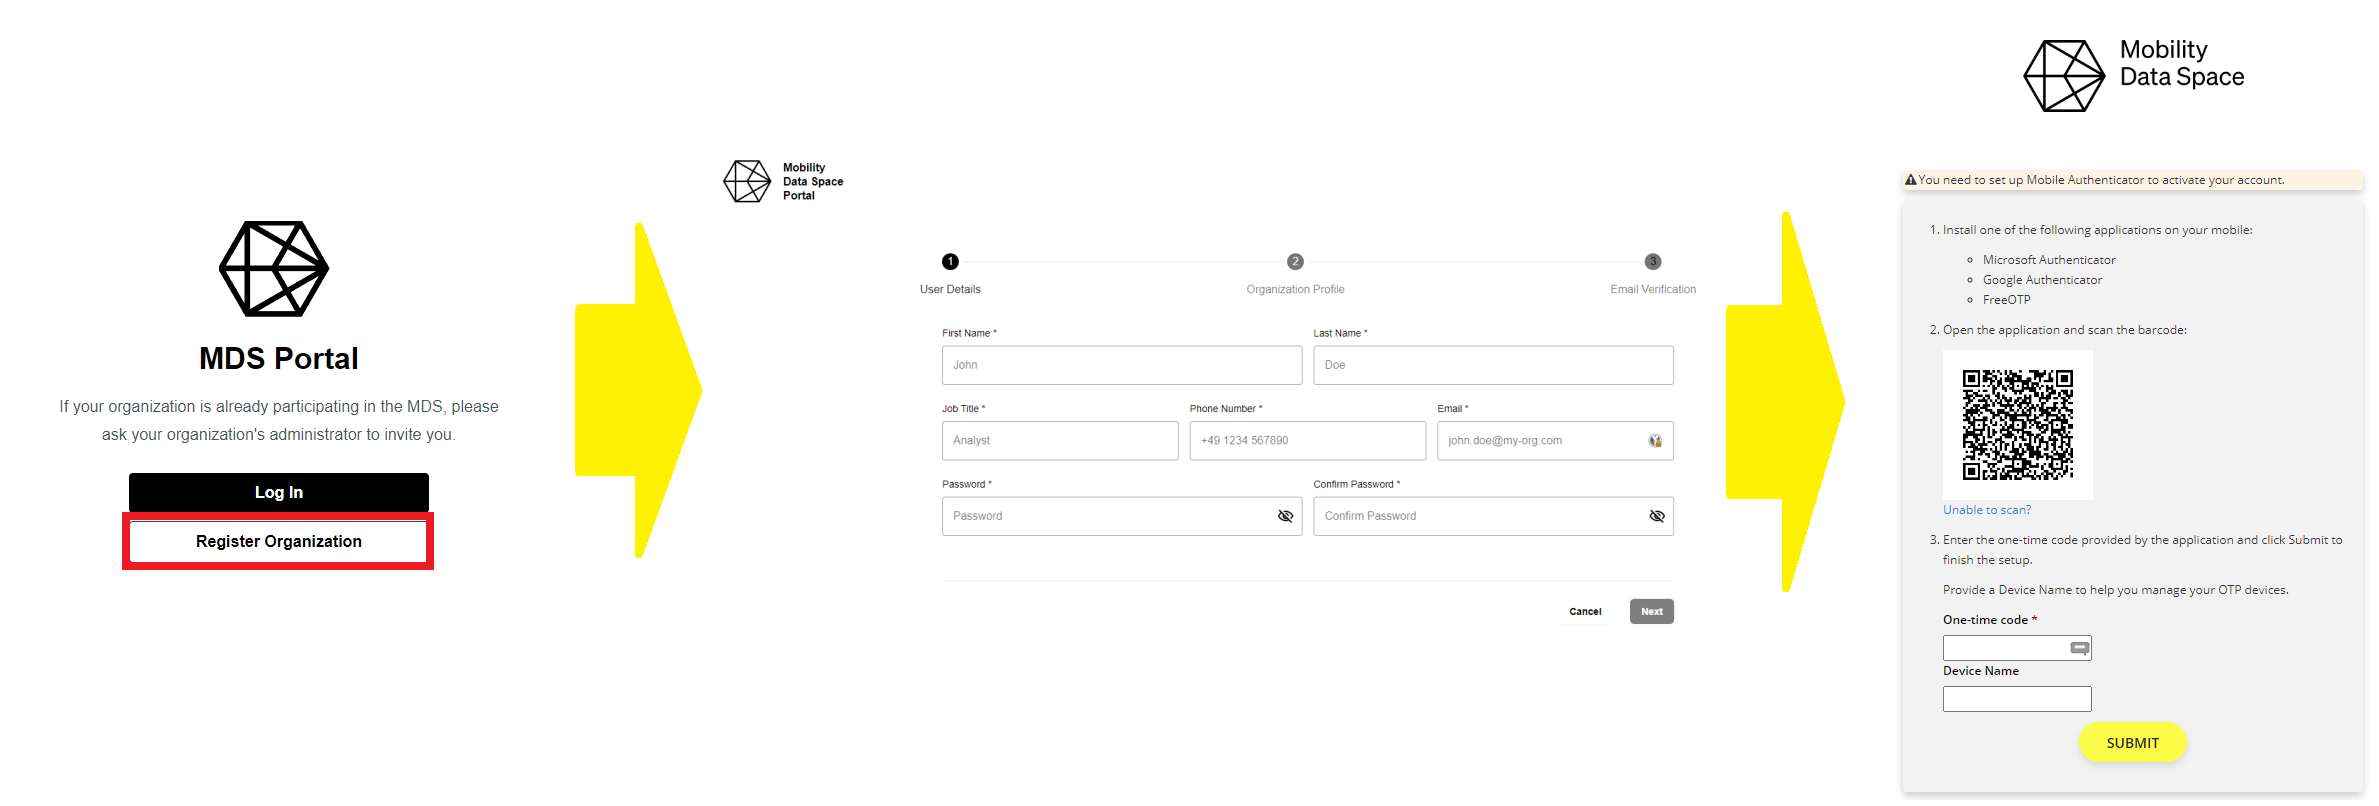 MDS Portal
If your organization is already participating in the MDS, please
ask your organization's administrator to invite you.
Log In
Register Organization
Mobility
Data Space
Portal
1
2
3
User Details
Organization Profile
Email Verification
First Name *
Last Name *
John
Doe
Job Title *
Phone Number *
Email *
Analyst
+49 1234 567890
john.doe@my-org.com
Password *
Confirm Password *
Password
Confirm Password
Cancel
Next
Mobility
Data Space
You need to set up Mobile Authenticator to activate your account.
1. Install one of the following applications on your mobile:
Microsoft Authenticator
Google Authenticator
FreeOTP
2. Open the application and scan the barcode:
Unable to scan?
3. Enter the one-time code provided by the application and click Submit to
finish the setup.
Provide a Device Name to help you manage your OTP devices.
One-time code *
Device Name
SUBMIT